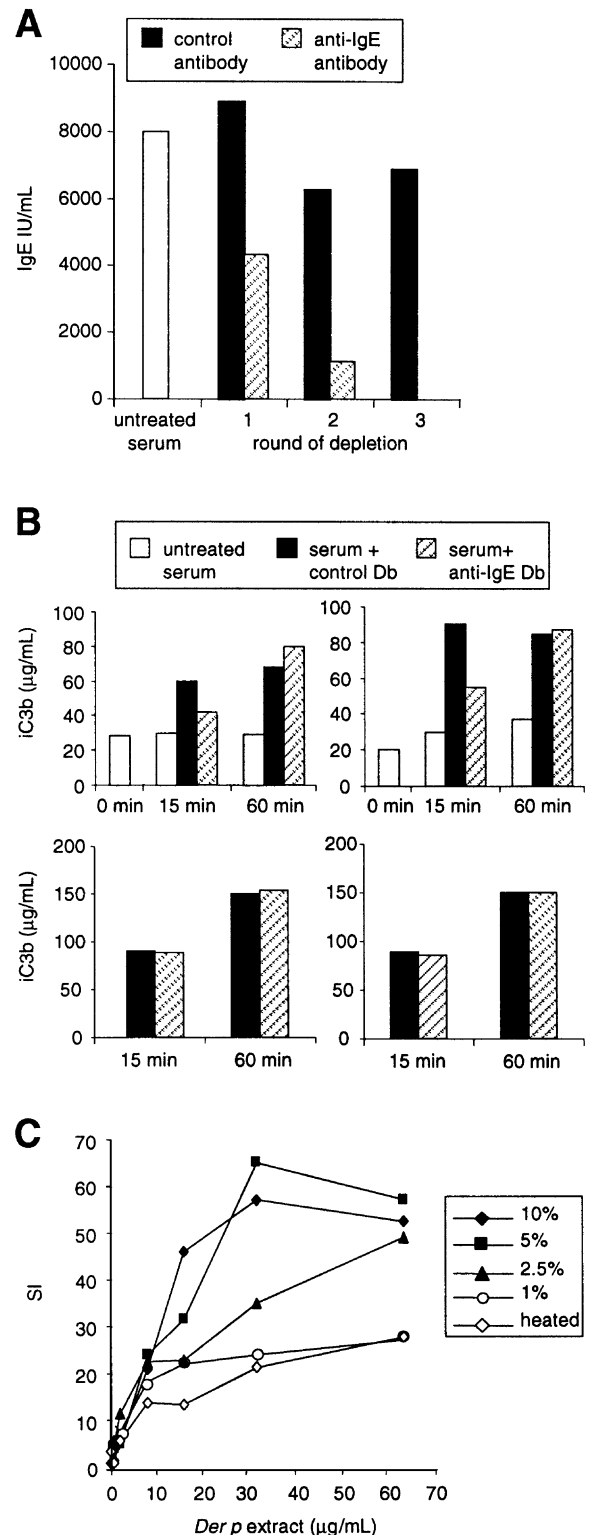 A
control antibody
anti-IgE antibody
10000
8000
6000
4000
2000
0
IgE IU/mL
untreated serum
1 2 3
round of depletion
B
untreated serum
serum + control Db
serum+ anti-IgE Db
100
80
60
40
20
0
iC3b (μg/mL)
0 min 15 min 60 min
100
80
60
40
20
0
0 min 15 min 60 min
200
150
100
50
0
iC3b (μg/mL)
15 min 60 min
200
150
100
50
0
15 min 60 min
C
70
60
50
40
30
20
10
0
SI
0 10 20 30 40 50 60 70
Der p extract (μg/mL)
10%
5%
2.5%
1%
heated